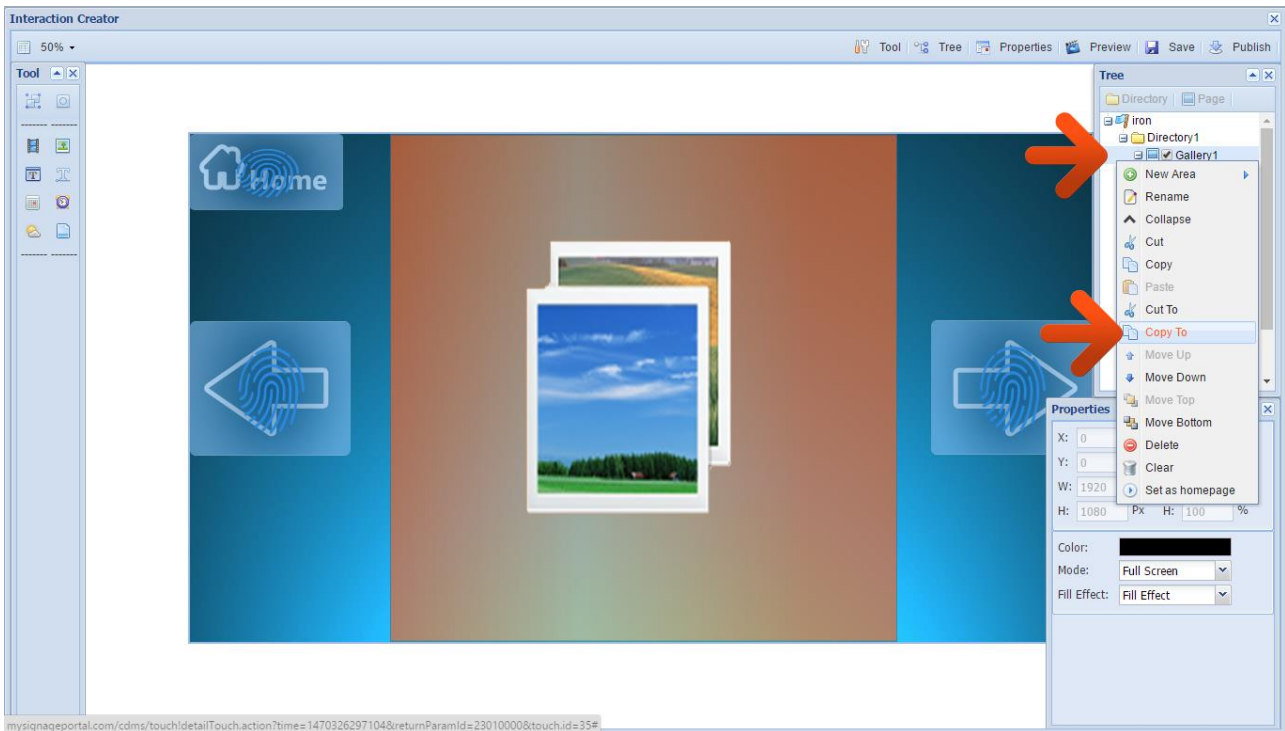 Interaction Creator
50%
Tool Tree Properties Preview Save Publish
Tool
Tree
Directory Page
iron
Directory1
Gallery1
New Area
Rename
Collapse
Cut
Copy
Paste
Cut To
Copy To
Move Up
Move Down
Move Top
Move Bottom
Delete
Clear
Set as homepage
Home
Properties
X: 0
Y: 0
W: 1920
H: 1080 Px H: 100 %
Color:
Mode: Full Screen
Fill Effect: Fill Effect
mysignageportal.com/cdms/touch!detailTouch.action?time=1470326297104&returnParamId=23010000&touch.id=35#